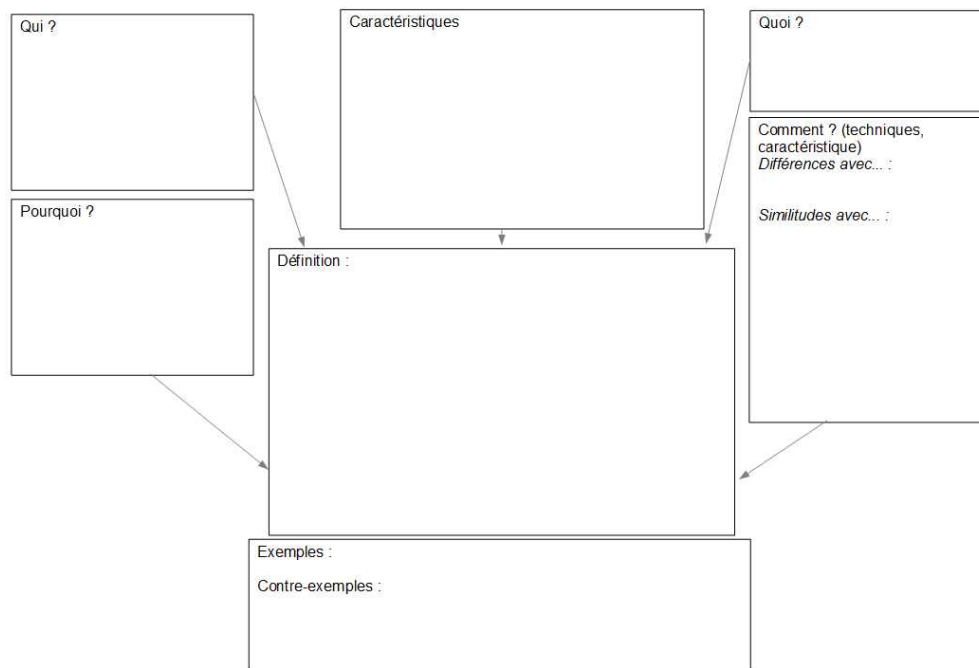 Qui ?
Caractéristiques
Quoi ?
Comment ? (techniques,
caractéristique)
Différences avec... :
Similitudes avec... :
Pourquoi ?
Définition :
Exemples :
Contre-exemples :